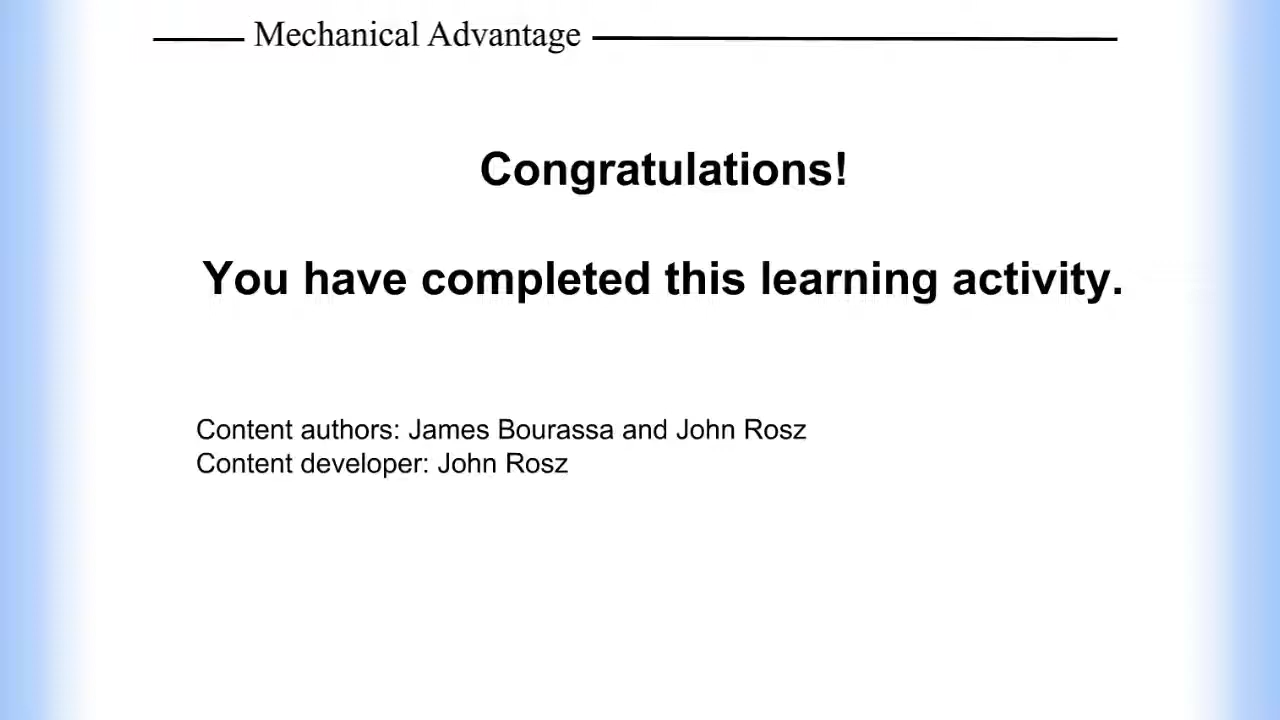 Mechanical Advantage
Congratulations!
You have completed this learning activity.
Content authors: James Bourassa and John Rosz
Content developer: John Rosz